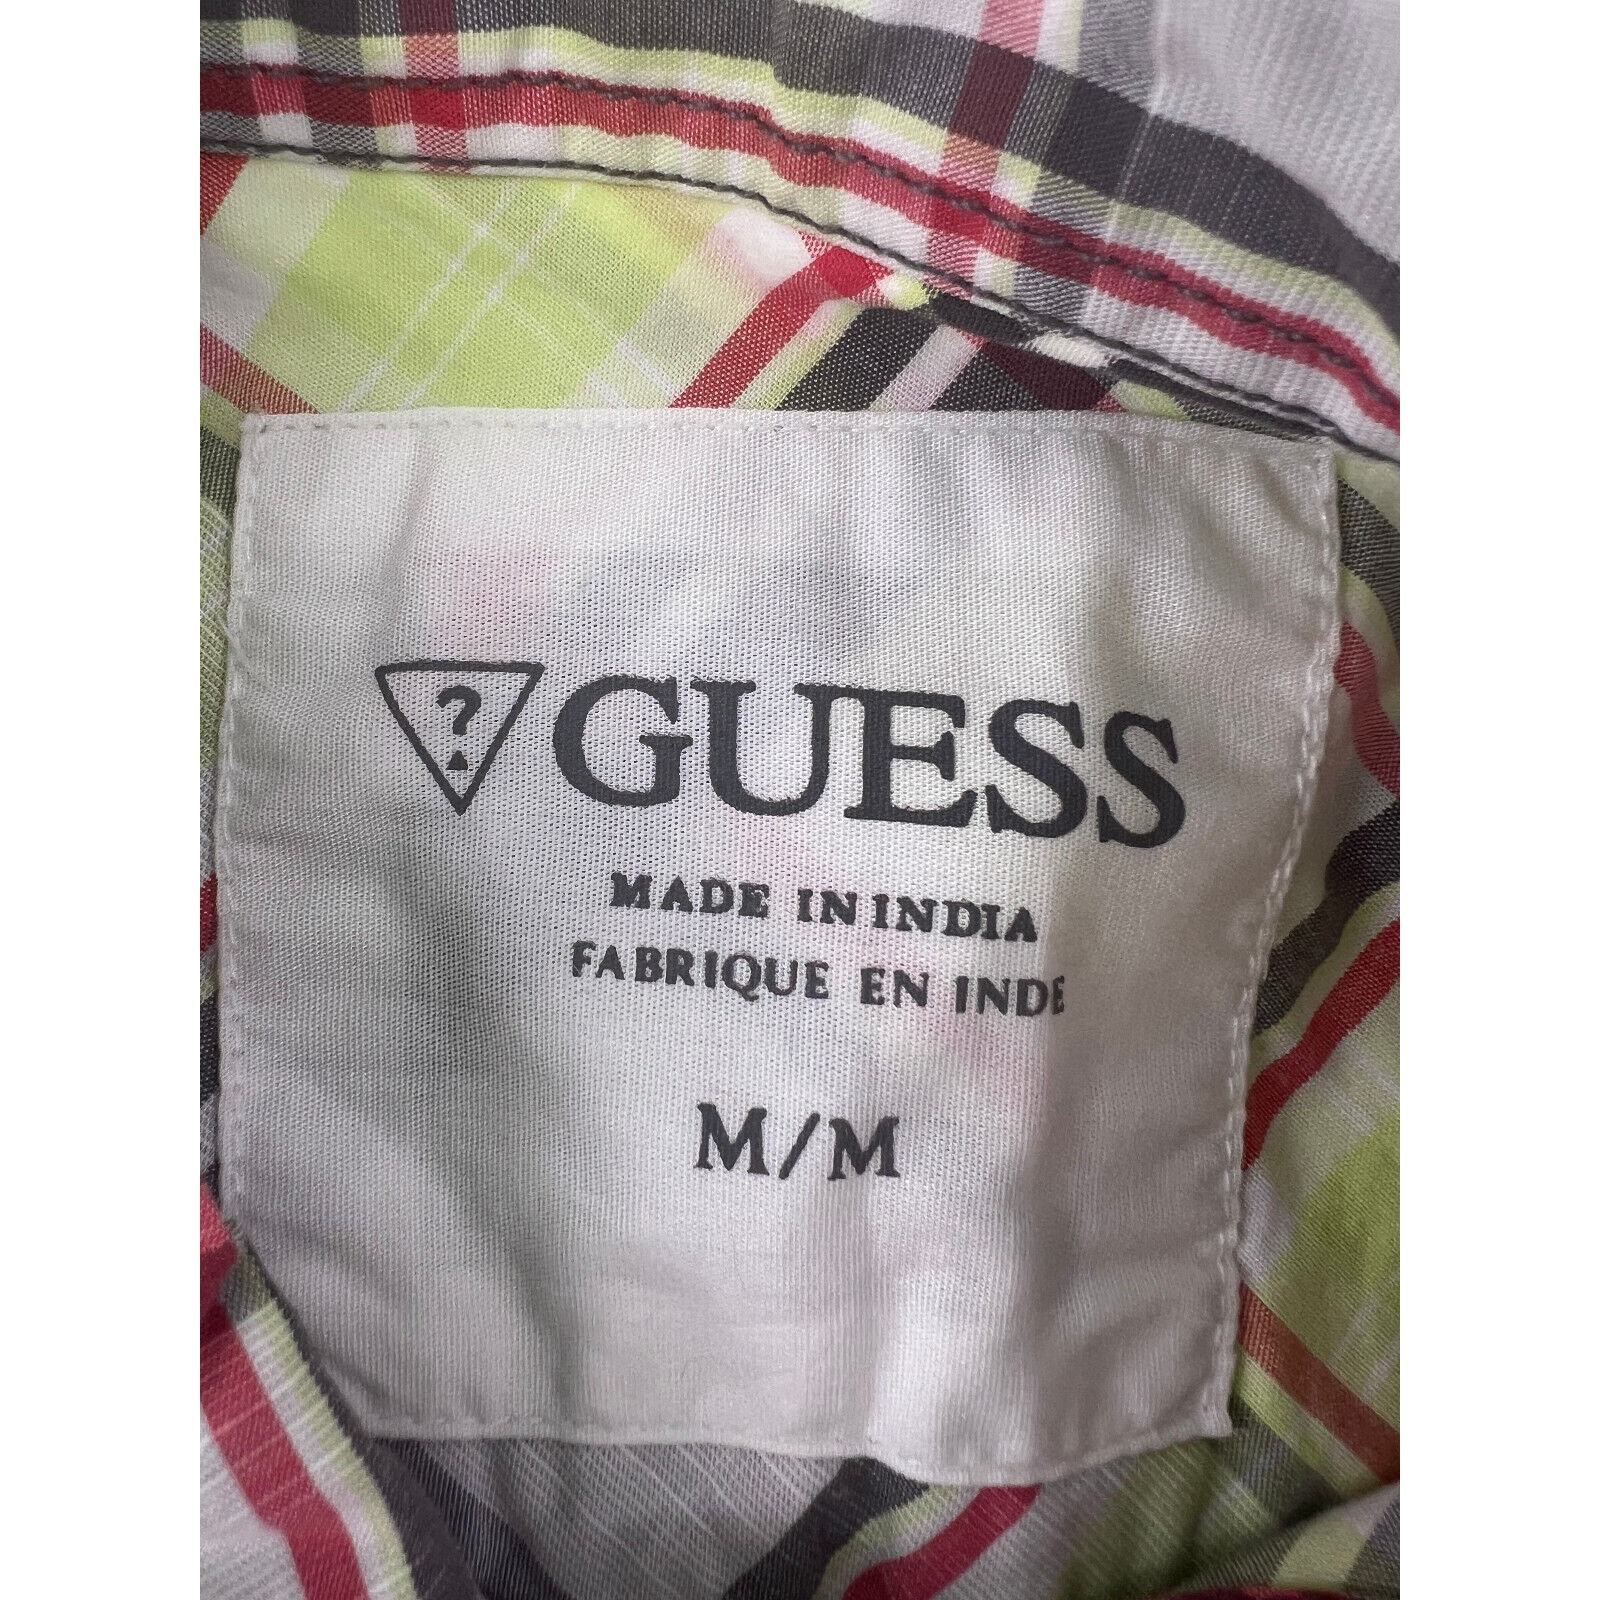 ? GUESS
MADE IN INDIA
FABRIQUE EN INDE
M/M